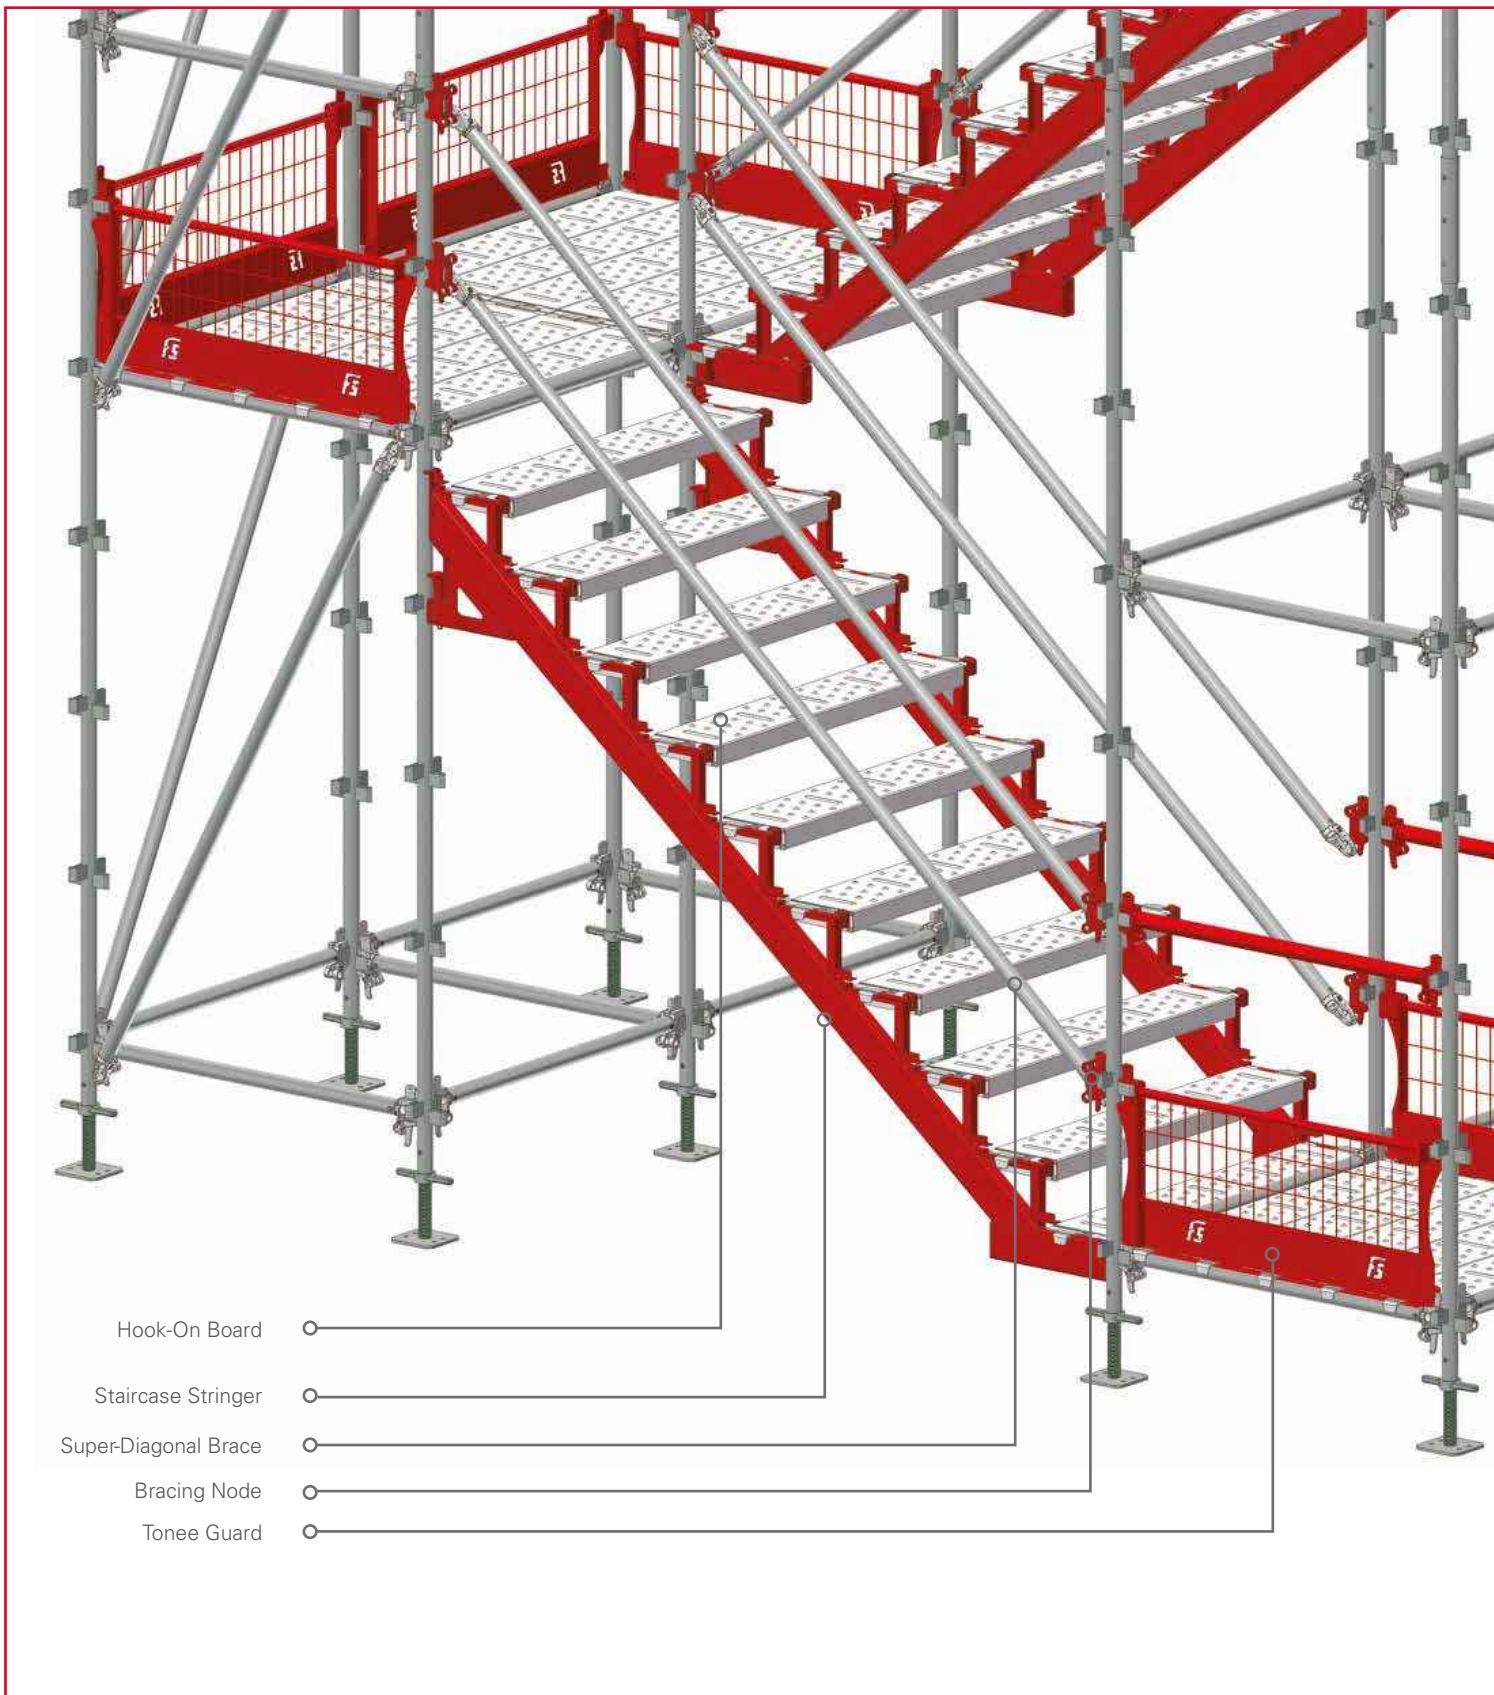 Hook-On Board
Staircase Stringer
Super-Diagonal Brace
Bracing Node
Tonee Guard